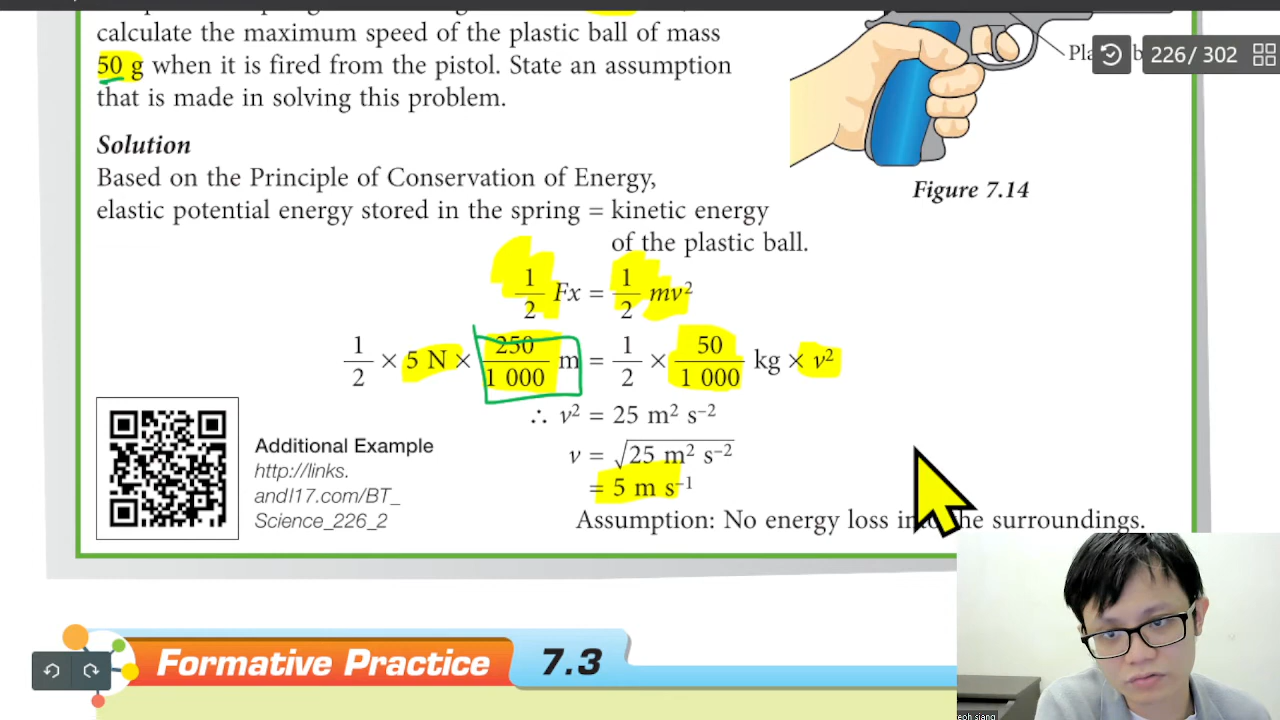 calculate the maximum speed of the plastic ball of mass
50 g when it is fired from the pistol. State an assumption
that is made in solving this problem.
226/ 302
Solution
Based on the Principle of Conservation of Energy,
elastic potential energy stored in the spring = kinetic energy
of the plastic ball.
Figure 7.14
1/2 Fx = 1/2 mv²
1/2 × 5 N × 250/1 000 m = 1/2 × 50/1 000 kg × v²
∴ v² = 25 m² s⁻²
v = √25 m² s⁻²
= 5 m s⁻¹
Assumption: No energy loss into the surroundings.
Additional Example
http://links.
andl17.com/BT_
Science_226_2
Formative Practice 7.3